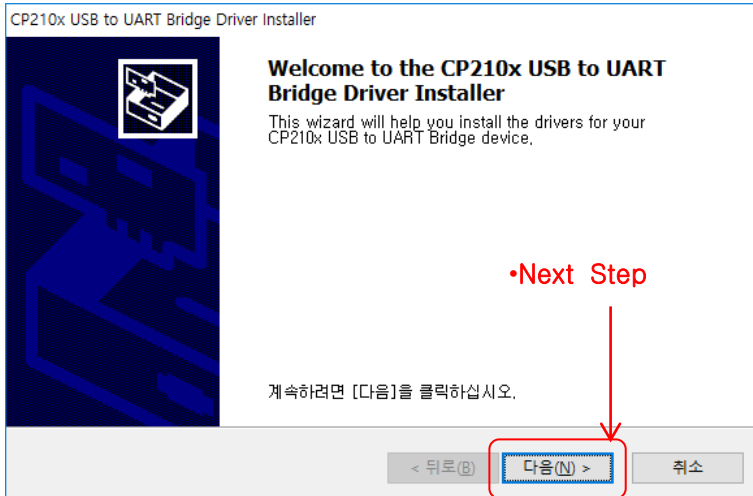 CP210x USB to UART Bridge Driver Installer
Welcome to the CP210x USB to UART
Bridge Driver Installer
This wizard will help you install the drivers for your
CP210x USB to UART Bridge device,
•Next Step
계속하려면 [다음]을 클릭하십시오.
< 뒤로(B)
다음(N) >
취소